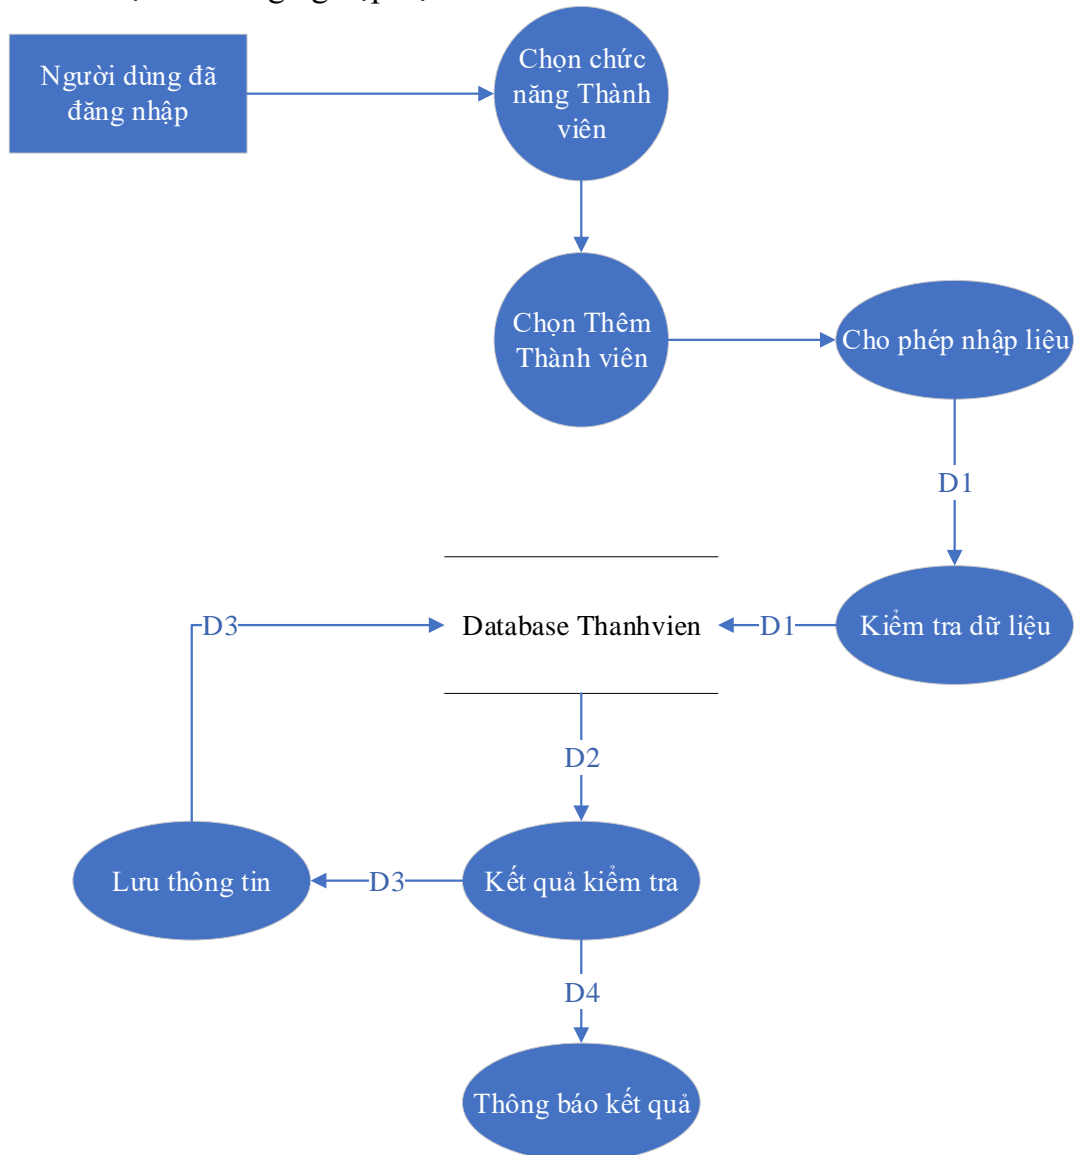 Người dùng đã
đăng nhập
Chọn chức
năng Thành
viên
Chọn Thêm
Thành viên
Cho phép nhập liệu
D1
D3
Database Thanhvien
D1
Kiểm tra dữ liệu
D2
Lưu thông tin
D3
Kết quả kiểm tra
D4
Thông báo kết quả